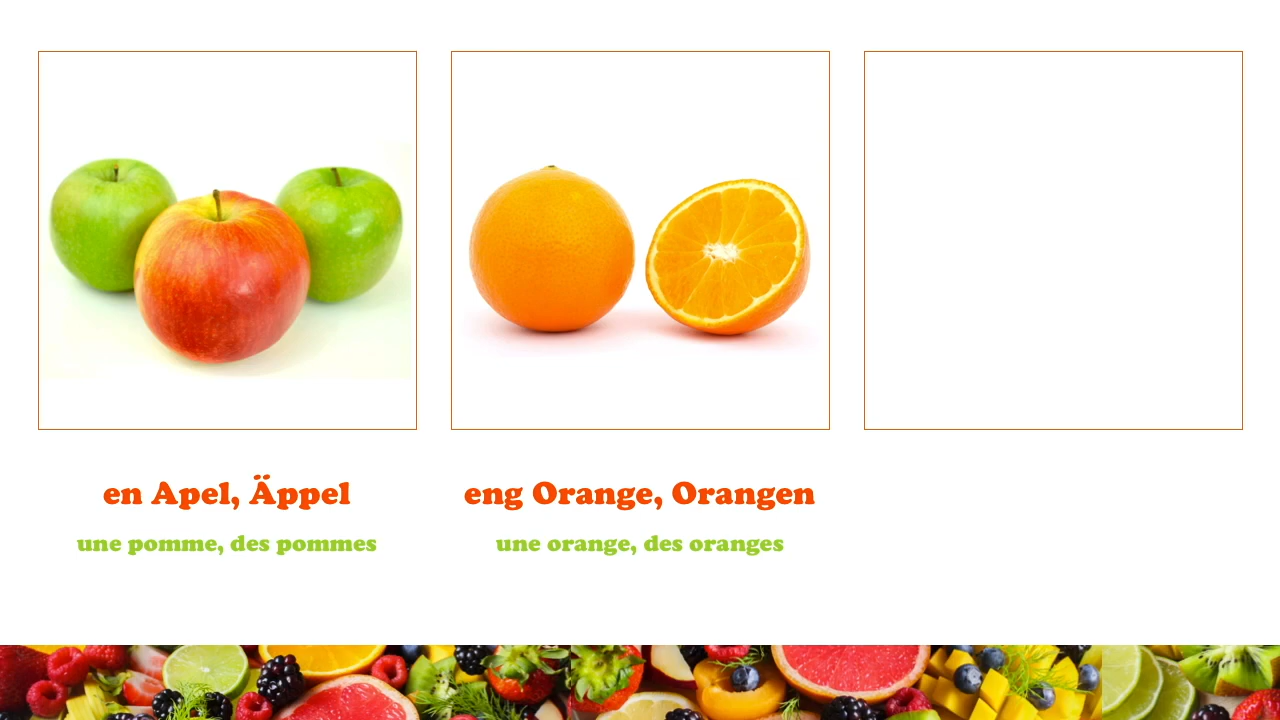 en Apel, Äppel
une pomme, des pommes
eng Orange, Orangen
une orange, des oranges